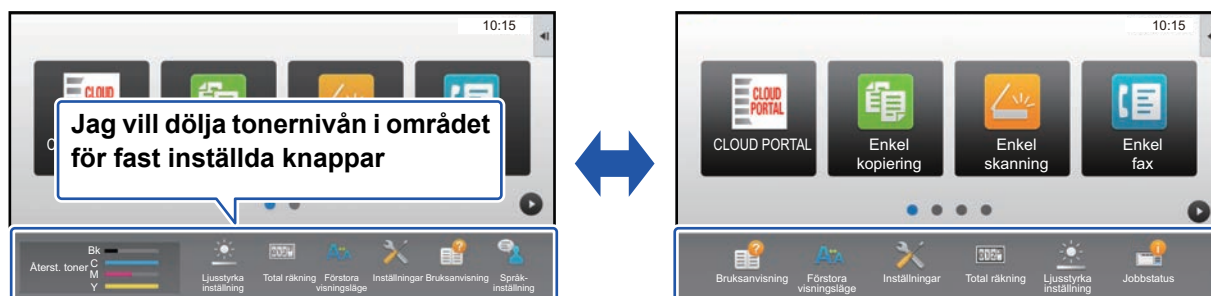 10:15
CLOUD
Jag vill dölja tonernivån i området
för fast inställda knappar
Återst. toner
Bk
C
M
Y
Ljusstyrka
inställning
Total räkning
Förstora
visningsläge
Inställningar
Bruksanvisning
Språk-
inställning
10:15
CLOUD
PORTAL
CLOUD PORTAL
Enkel
kopiering
Enkel
skanning
Enkel
fax
Bruksanvisning
Förstora
visningsläge
Inställningar
Total räkning
Ljusstyrka
inställning
Jobbstatus